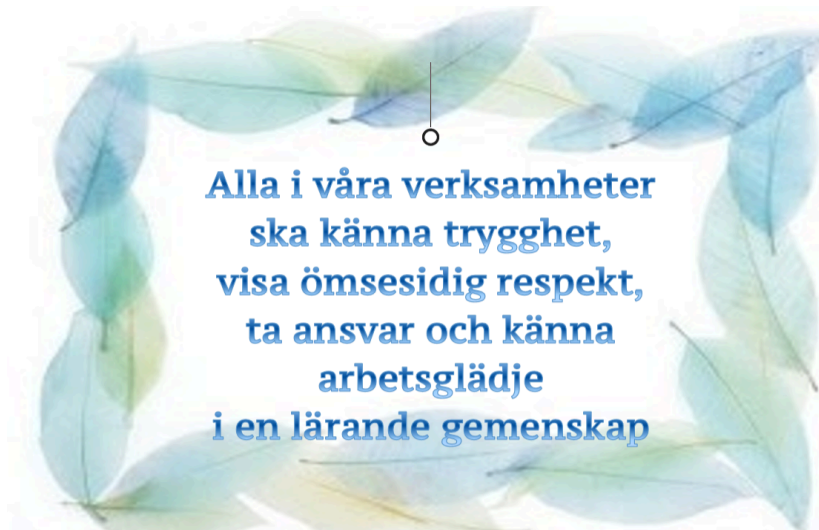 Alla i våra verksamheter
ska känna trygghet,
visa ömsesidig respekt,
ta ansvar och känna
arbetsglädje
i en lärande gemenskap